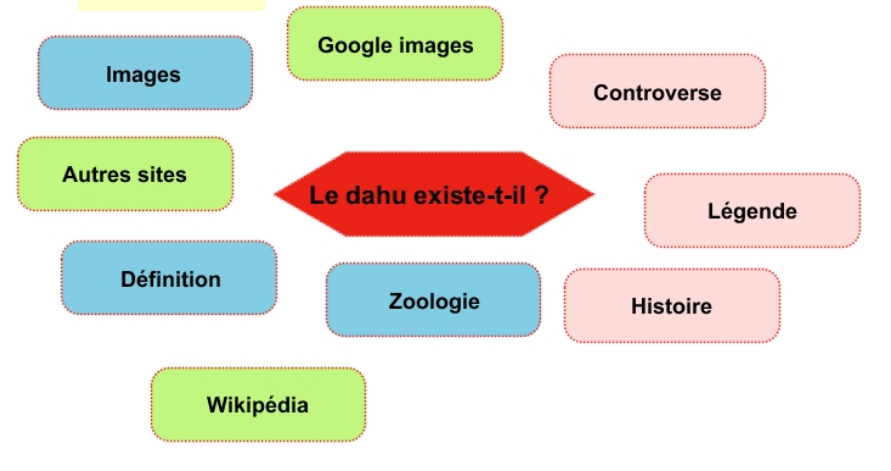 Google images
Images
Controverse
Autres sites
Le dahu existe-t-il ?
Légende
Définition
Zoologie
Histoire
Wikipédia